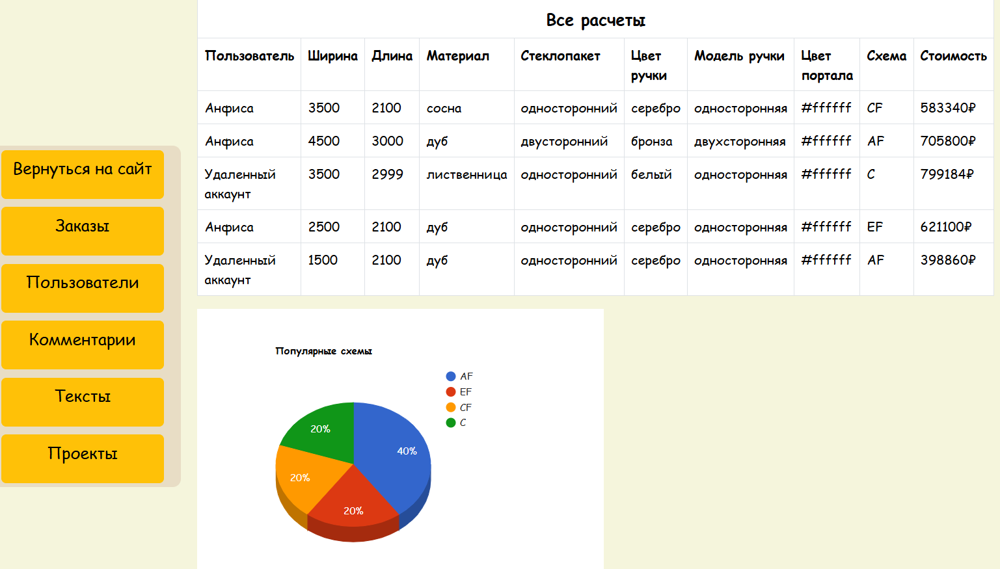 Все расчеты
Пользователь Ширина Длина Материал Стеклопакет Цвет ручки Модель ручки Цвет портала Схема Стоимость
Анфиса 3500 2100 сосна односторонний серебро односторонняя #ffffff CF 583340₽
Анфиса 4500 3000 дуб двусторонний бронза двухсторонняя #ffffff AF 705800₽
Удаленный аккаунт 3500 2999 лиственница односторонний белый односторонняя #ffffff C 799184₽
Анфиса 2500 2100 дуб односторонний серебро односторонняя #ffffff EF 621100₽
Удаленный аккаунт 1500 2100 дуб односторонний серебро односторонняя #ffffff AF 398860₽
Вернуться на сайт
Заказы
Пользователи
Комментарии
Тексты
Проекты
Популярные схемы
AF
EF
CF
C
20%
40%
20%
20%